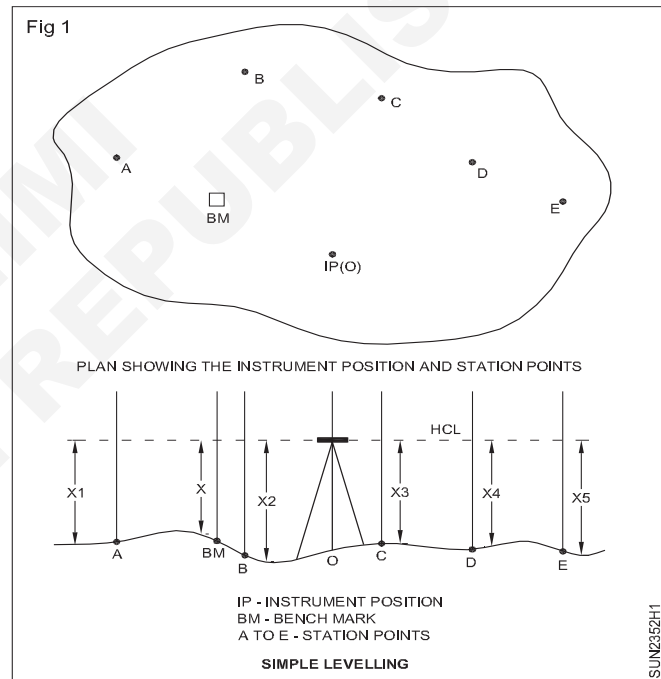 Fig 1
B
C
A
D
BM
E
IP(O)
PLAN SHOWING THE INSTRUMENT POSITION AND STATION POINTS
HCL
X1
X
X2
X3
X4
X5
A
BM
B
O
C
D
E
IP - INSTRUMENT POSITION
BM - BENCH MARK
A TO E - STATION POINTS
SIMPLE LEVELLING
SUN2352H1